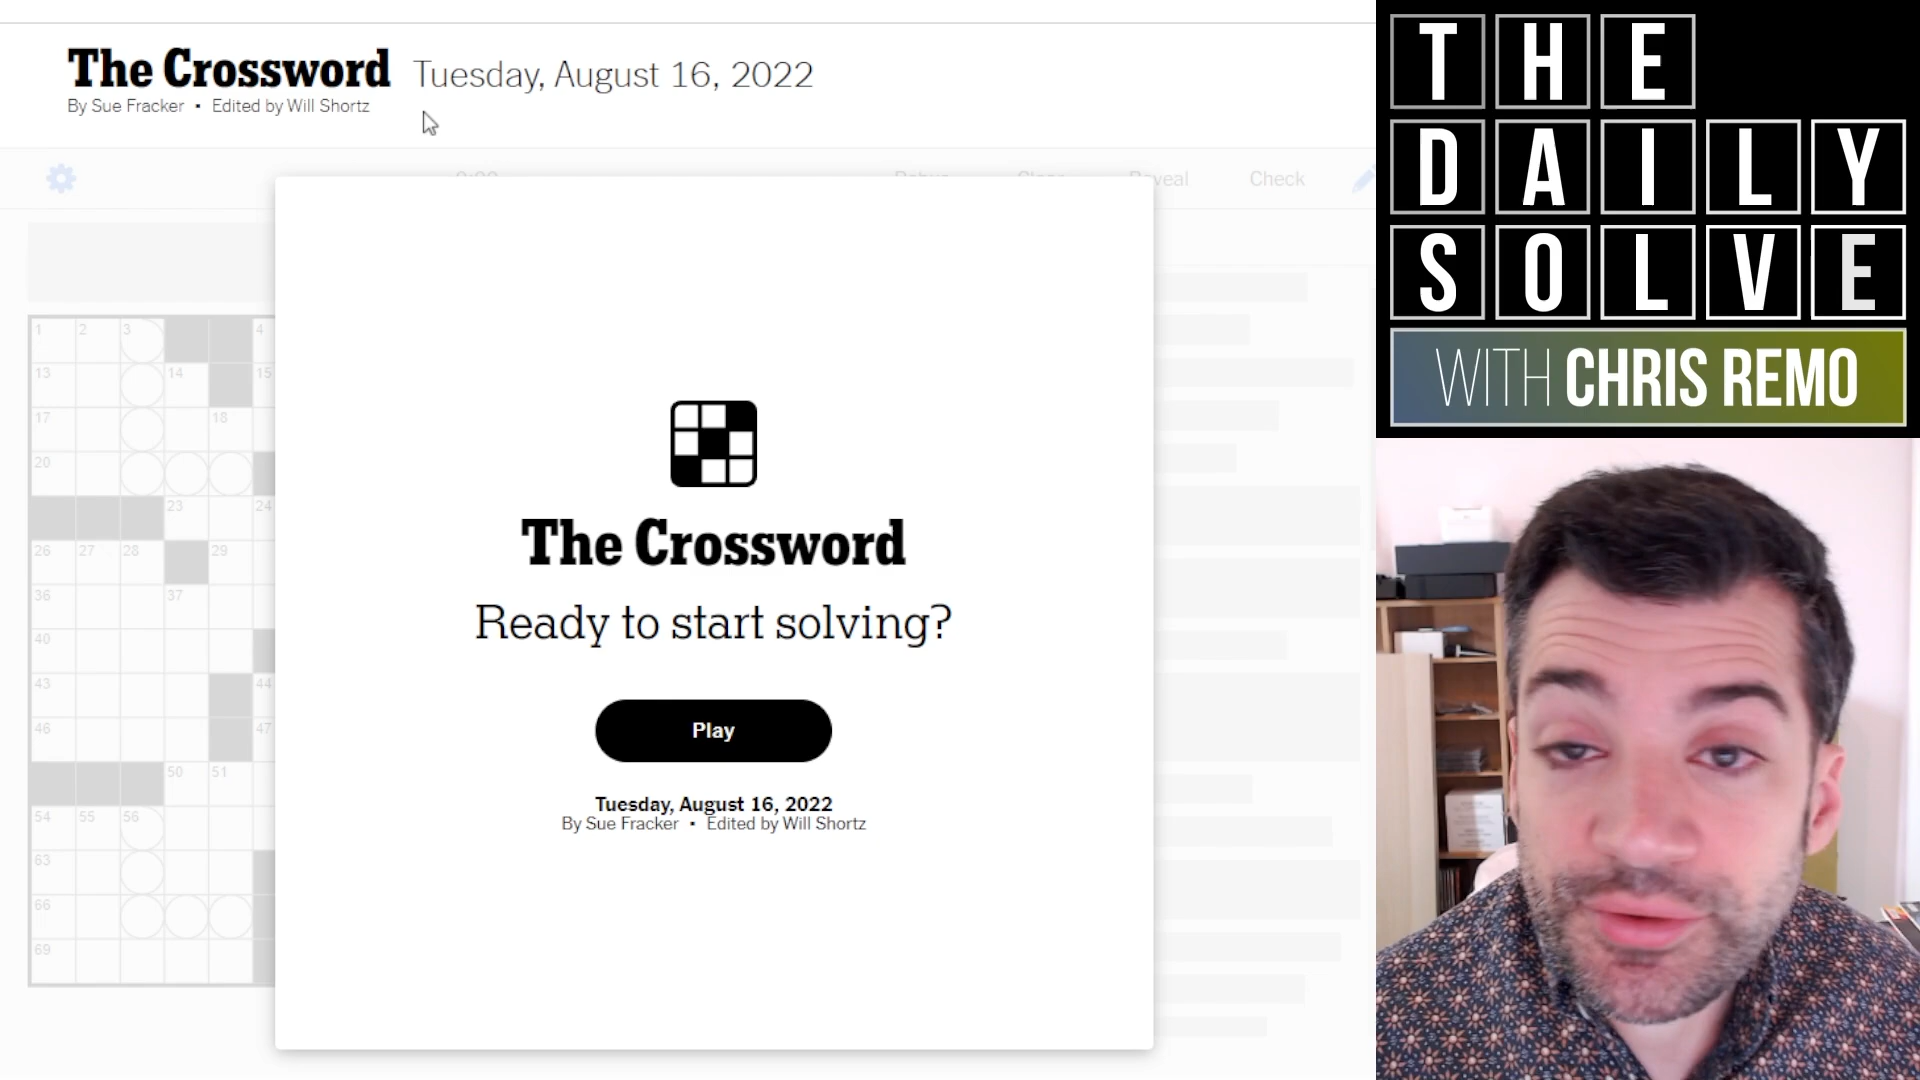 The Crossword Tuesday, August 16, 2022
By Sue Fracker • Edited by Will Shortz
Check
1 2 3 4
13 14 15
17 18
20
23 24
26 27 28 29
36 37
40
43 44
46 47
50 51
54 55 56
63
66
69
The Crossword
Ready to start solving?
Play
Tuesday, August 16, 2022
By Sue Fracker • Edited by Will Shortz
THE
DAILY
SOLVE
WITH CHRIS REMO